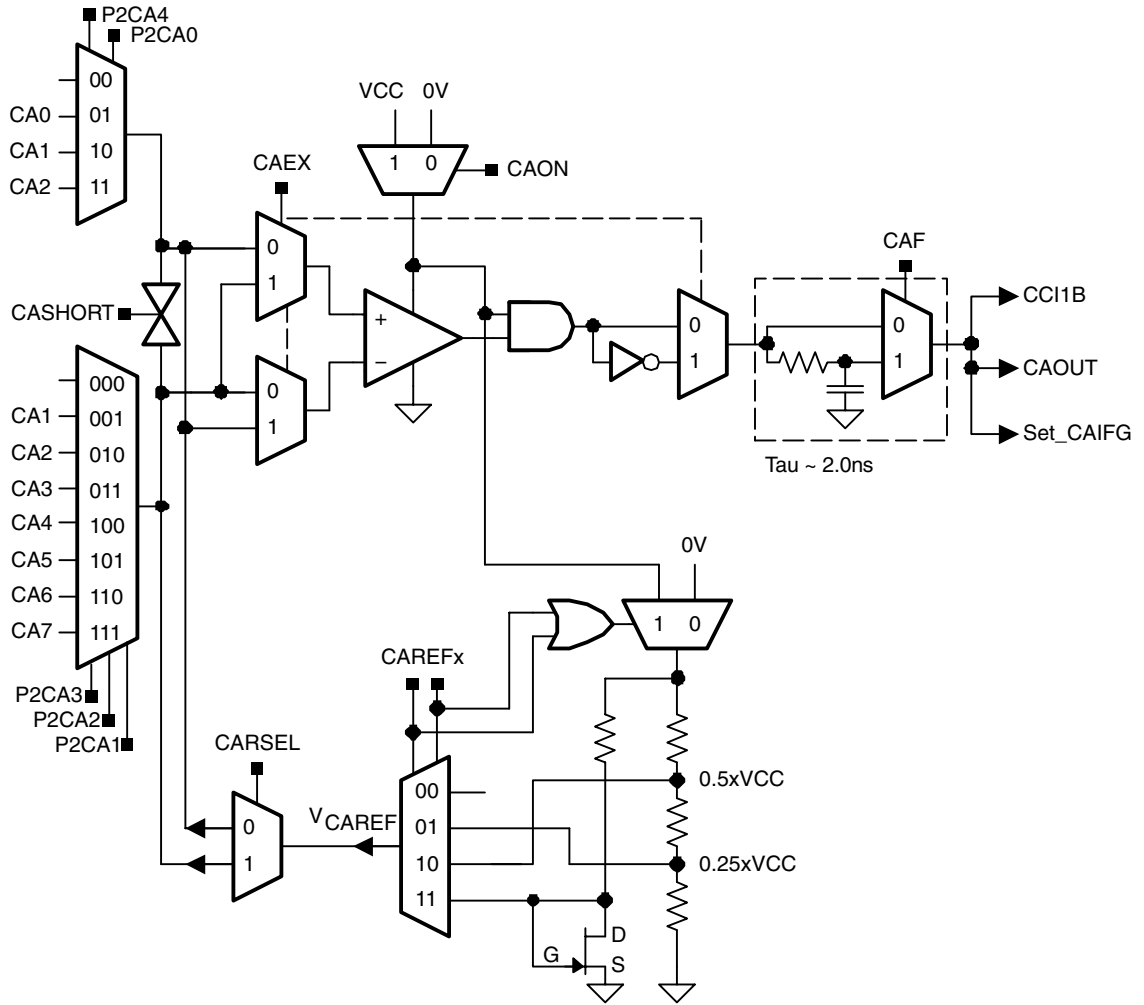 P2CA4
P2CA0
00
CA0 01
CA1 10
CA2 11
VCC 0V
1 0
CAON
CAEX
0
1
CASHORT
+
−
0
1
0
1
CAF
0
1
CCI1B
CAOUT
Set_CAIFG
Tau ~ 2.0ns
000
CA1 001
CA2 010
CA3 011
CA4 100
CA5 101
CA6 110
CA7 111
P2CA3
P2CA2
P2CA1
0V
1 0
CAREFx
CARSEL
0
1
VCAREF
00
01
10
11
0.5xVCC
0.25xVCC
G
D
S